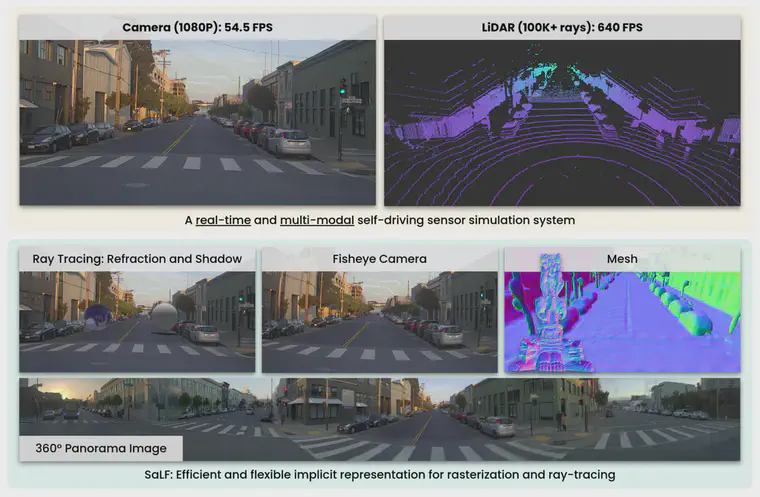 Camera (1080P): 54.5 FPS
LiDAR (100K+ rays): 640 FPS
A real-time and multi-modal self-driving sensor simulation system
Ray Tracing: Refraction and Shadow
Fisheye Camera
Mesh
360° Panorama Image
SaLF: Efficient and flexible implicit representation for rasterization and ray-tracing